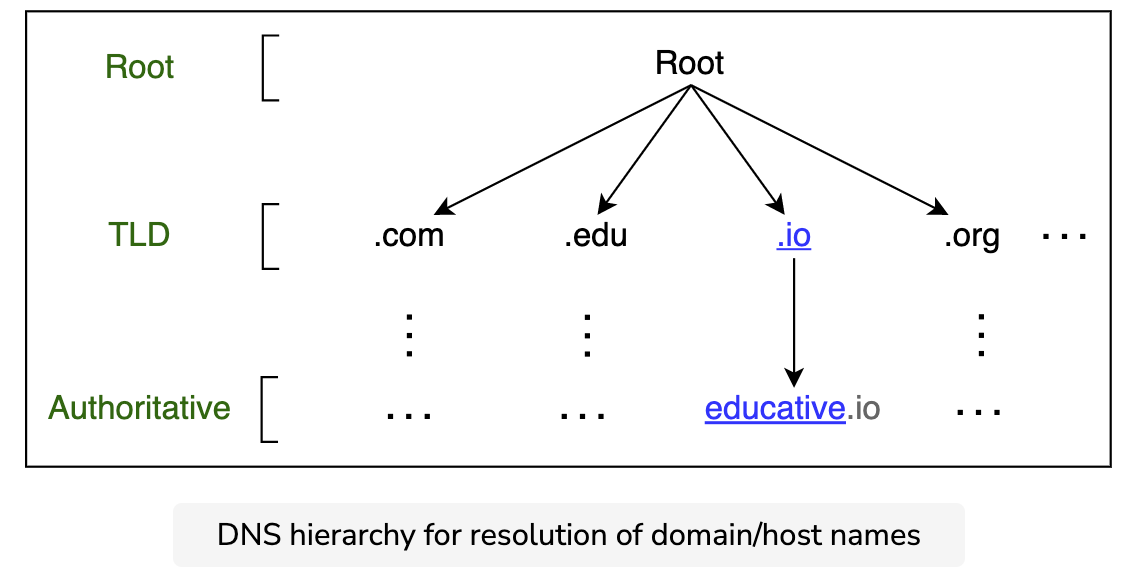 Root
Root
TLD
.com
.edu
.io
.org
. . .
Authoritative
. . .
. . .
educative.io
. . .
DNS hierarchy for resolution of domain/host names